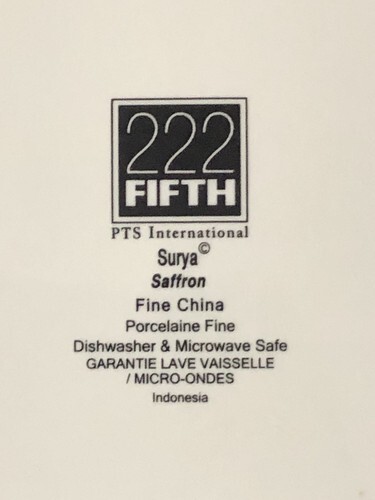 222
FIFTH
PTS International
Surya©
Saffron
Fine China
Porcelaine Fine
Dishwasher & Microwave Safe
GARANTIE LAVE VAISSELLE
/ MICRO-ONDES
Indonesia